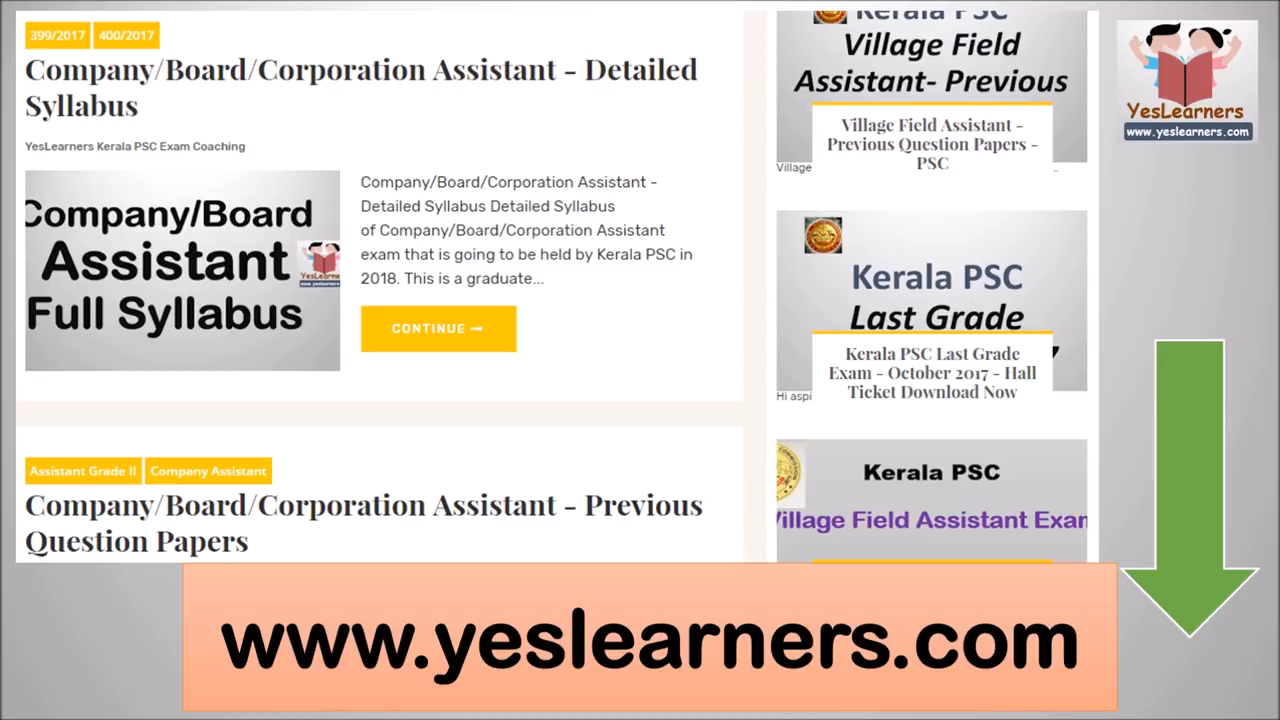 399/2017 400/2017
Company/Board/Corporation Assistant - Detailed
Syllabus
YesLearners Kerala PSC Exam Coaching
Company/Board
Assistant
Full Syllabus
YesLearne
Company/Board/Corporation Assistant -
Detailed Syllabus Detailed Syllabus
of Company/Board/Corporation Assistant
exam that is going to be held by Kerala PSC in
2018. This is a graduate...
CONTINUE
Assistant Grade II Company Assistant
Company/Board/Corporation Assistant - Previous
Question Papers
Kerala PSC
Village Field
Assistant- Previous
Village Field Assistant -
Previous Question Papers -
PSC
Village ..
Kerala PSC
Last Grade
Kerala PSC Last Grade
Exam - October 2017 - Hall
Ticket Download Now
Hi aspi
Kerala PSC
Village Field Assistant Exam
YesLearners
www.yeslearners.com
www.yeslearners.com